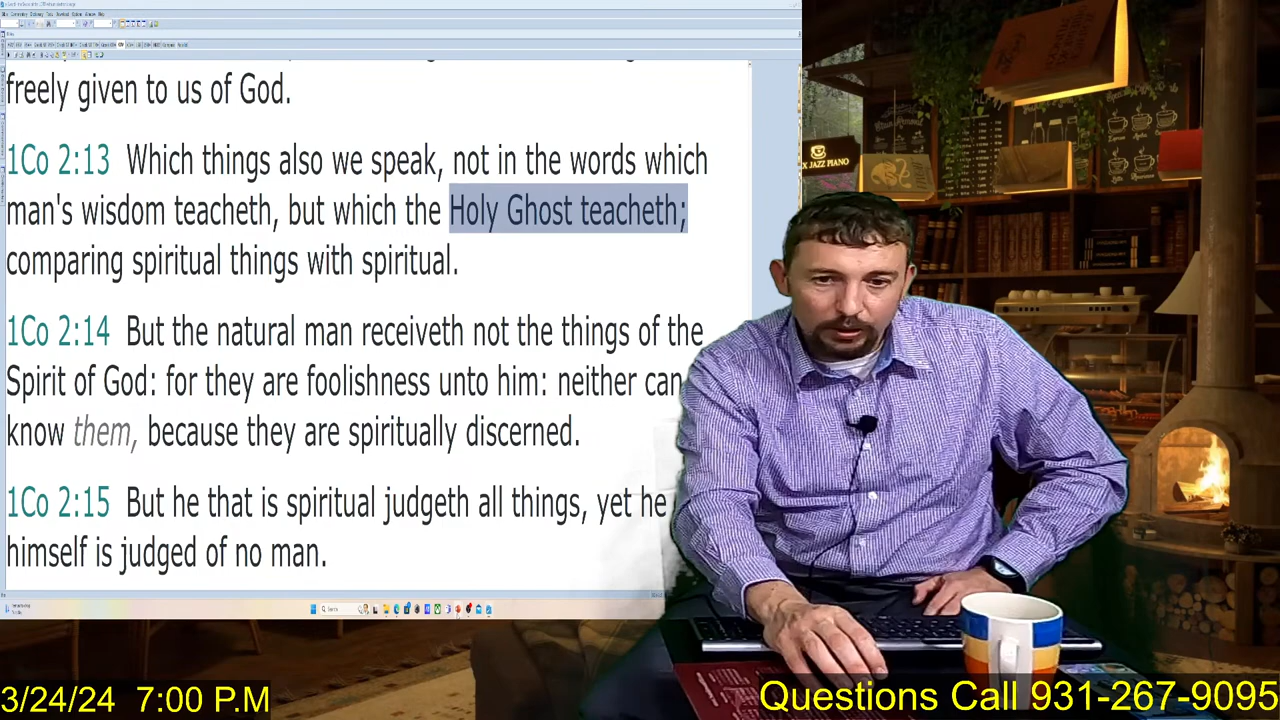 freely given to us of God.
1Co 2:13 Which things also we speak, not in the words which
man's wisdom teacheth, but which the Holy Ghost teacheth;
comparing spiritual things with spiritual.
1Co 2:14 But the natural man receiveth not the things of the
Spirit of God: for they are foolishness unto him: neither can
know them, because they are spiritually discerned.
1Co 2:15 But he that is spiritual judgeth all things, yet he
himself is judged of no man.
JAZZ PIANO
3/24/24 7:00 P.M
Questions Call 931-267-9095